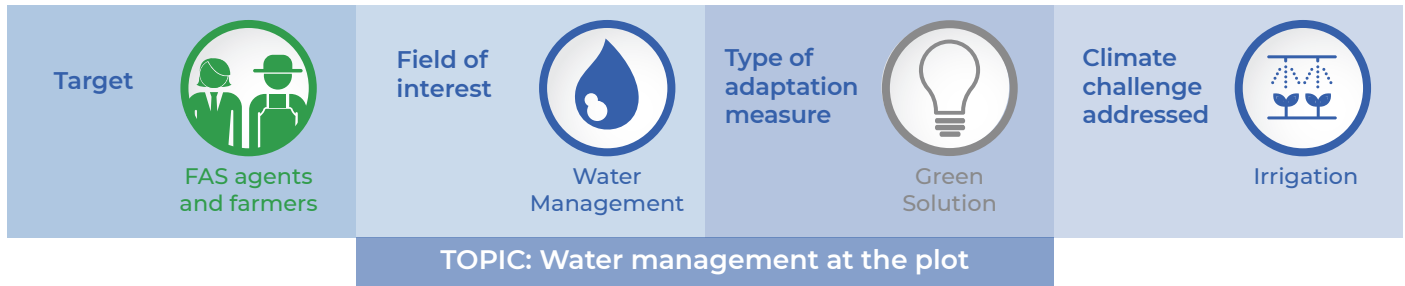 Target
FAS agents
and farmers
Field of
interest
Water
Management
Type of
adaptation
measure
Green
Solution
Climate
challenge
addressed
Irrigation
TOPIC: Water management at the plot